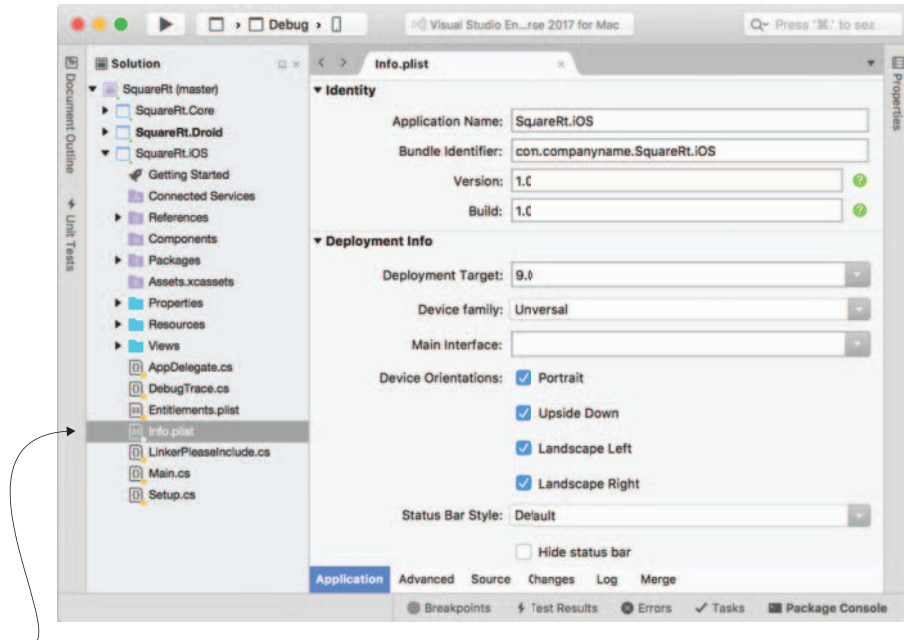 Debug
Visual Studio En...rse 2017 for Mac
Press '⌘.' to sea
Solution
Info.plist
Document Outline
Unit Tests
Properties
SquareRt (master)
SquareRt.Core
SquareRt.Droid
SquareRt.iOS
Getting Started
Connected Services
References
Components
Packages
Assets.xcassets
Properties
Resources
Views
AppDelegate.cs
DebugTrace.cs
Entitlements.plist
Info.plist
LinkerPleaseInclude.cs
Main.cs
Setup.cs
Identity
Application Name: SquareRt.iOS
Bundle Identifier: con.companyname.SquareRt.iOS
Version: 1.0
Build: 1.0
Deployment Info
Deployment Target: 9.0
Device family: Unversal
Main Interface:
Device Orientations: Portrait
Upside Down
Landscape Left
Landscape Right
Status Bar Style: Default
Hide status bar
Application Advanced Source Changes Log Merge
Breakpoints Test Results Errors Tasks Package Console